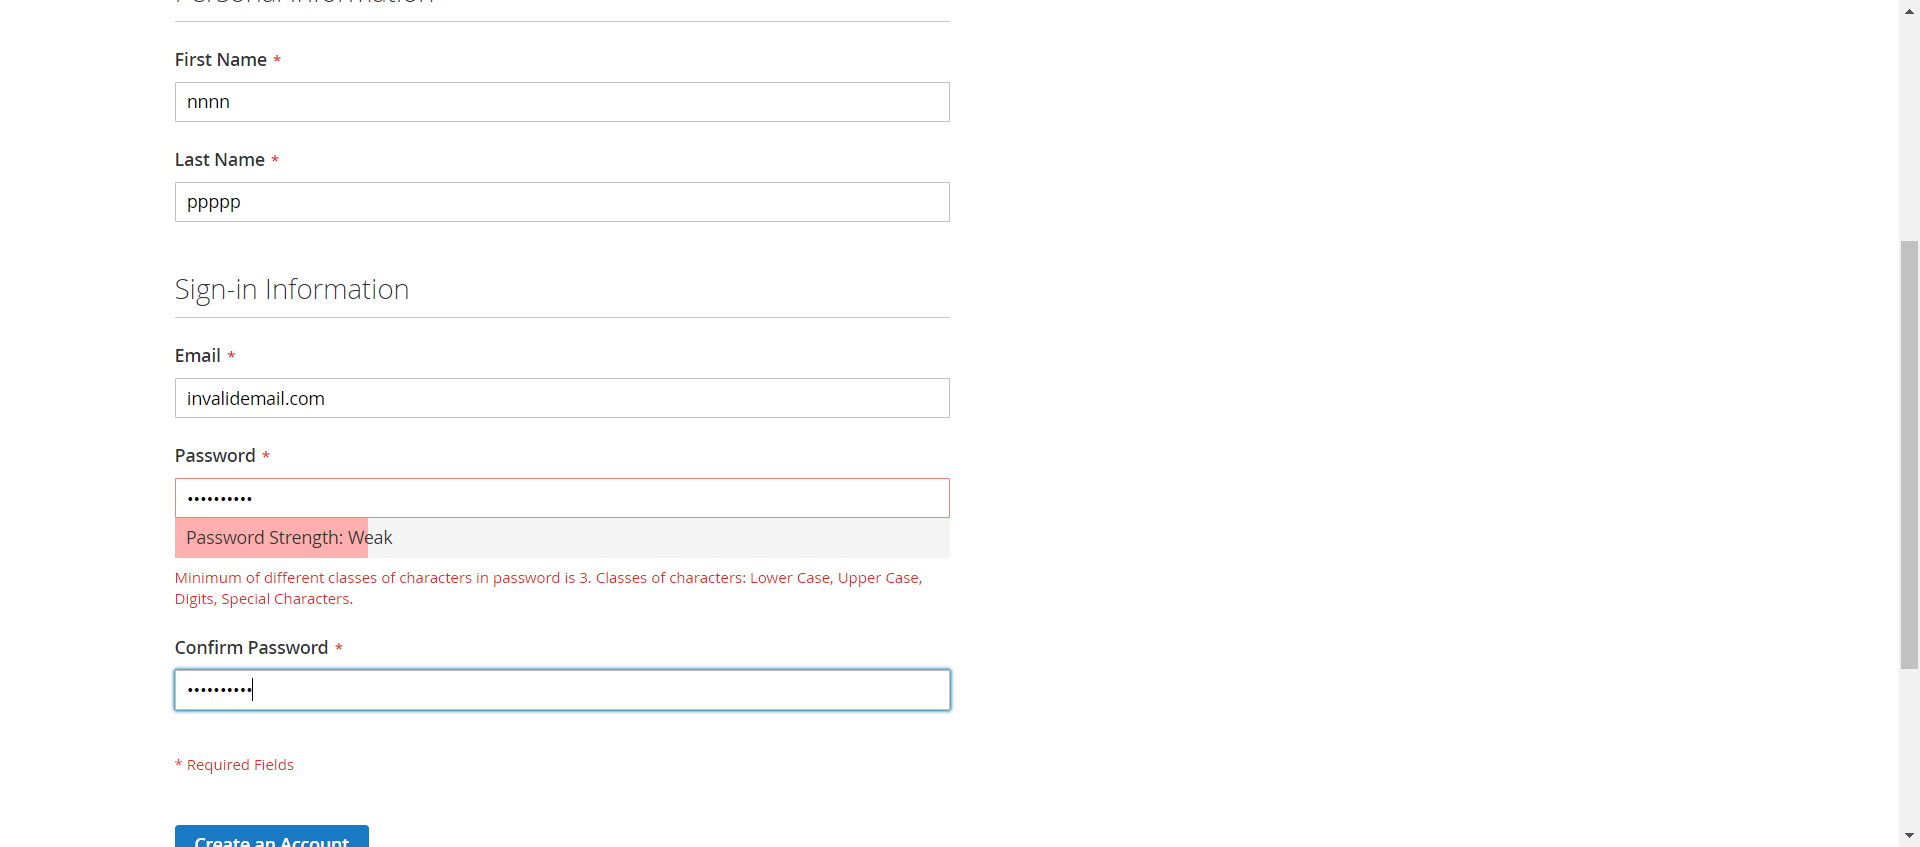 Personal Information
First Name *
nnnn
Last Name *
ppppp
Sign-in Information
Email *
invalidemail.com
Password *
••••••••••
Password Strength: Weak
Minimum of different classes of characters in password is 3. Classes of characters: Lower Case, Upper Case,
Digits, Special Characters.
Confirm Password *
••••••••••
* Required Fields
Create an Account